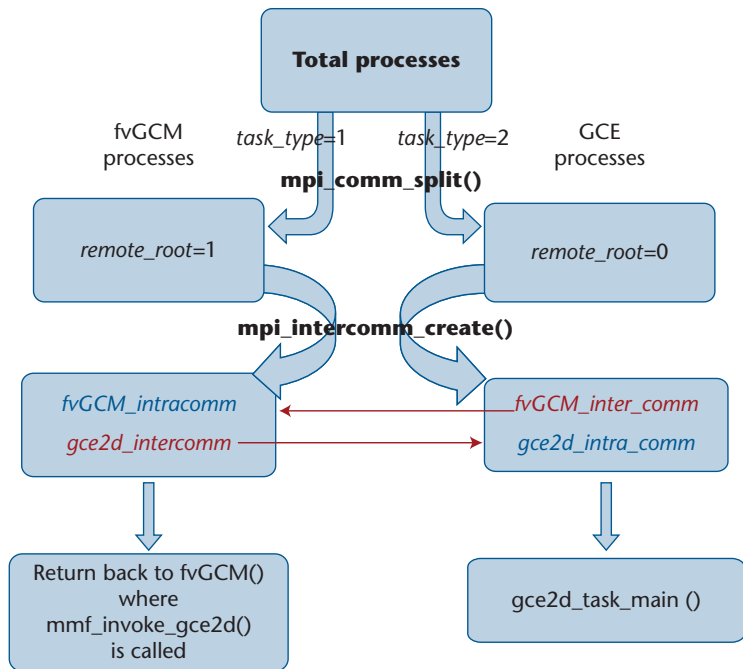 Total processes
fvGCM
processes
task_type=1
task_type=2
GCE
processes
mpi_comm_split()
remote_root=1
remote_root=0
mpi_intercomm_create()
fvGCM_intracomm
gce2d_intercomm
fvGCM_inter_comm
gce2d_intra_comm
Return back to fvGCM()
where
mmf_invoke_gce2d()
is called
gce2d_task_main ()